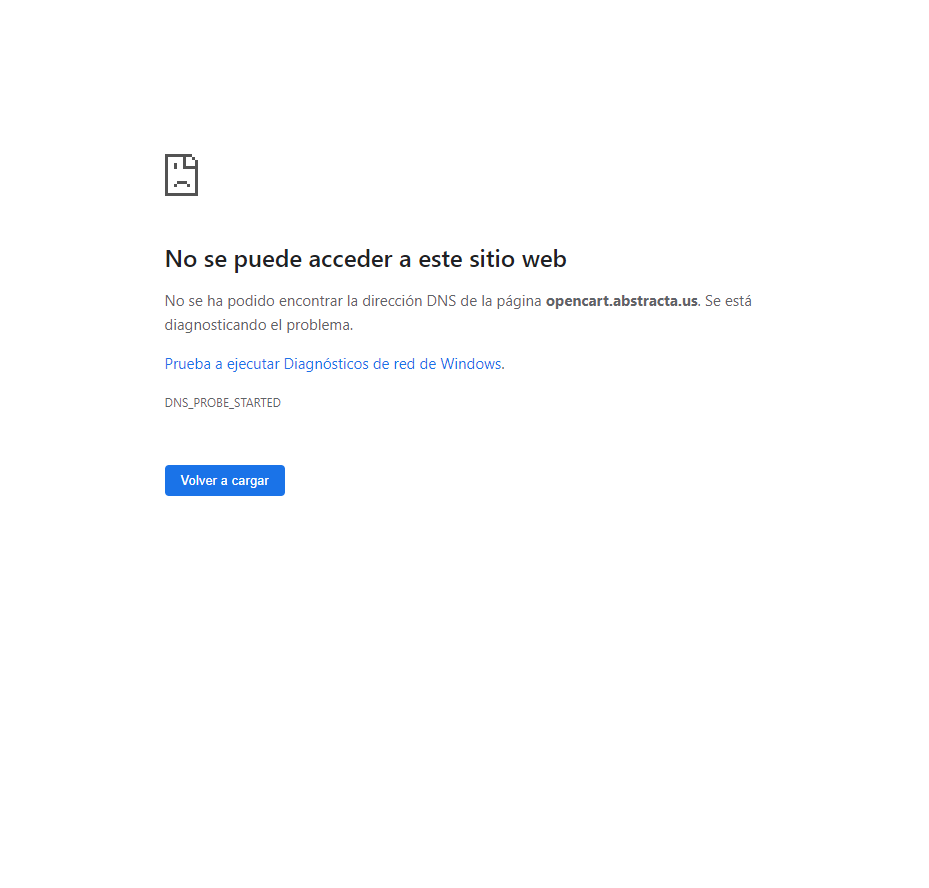 No se puede acceder a este sitio web
No se ha podido encontrar la dirección DNS de la página opencart.abstracta.us. Se está
diagnosticando el problema.
Prueba a ejecutar Diagnósticos de red de Windows.
DNS_PROBE_STARTED
Volver a cargar